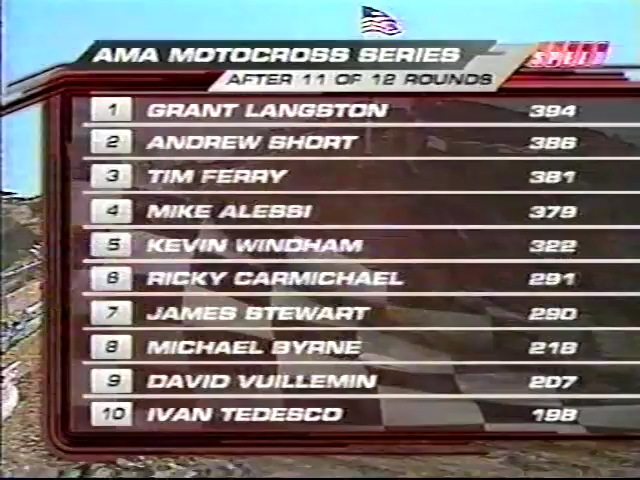 AMA MOTOCROSS SERIES
SPEED
AFTER 11 OF 12 ROUNDS
1 GRANT LANGSTON 394
2 ANDREW SHORT 386
3 TIM FERRY 381
4 MIKE ALESSI 379
5 KEVIN WINDHAM 322
6 RICKY CARMICHAEL 291
7 JAMES STEWART 290
8 MICHAEL BYRNE 218
9 DAVID VUILLEMIN 207
10 IVAN TEDESCO 198